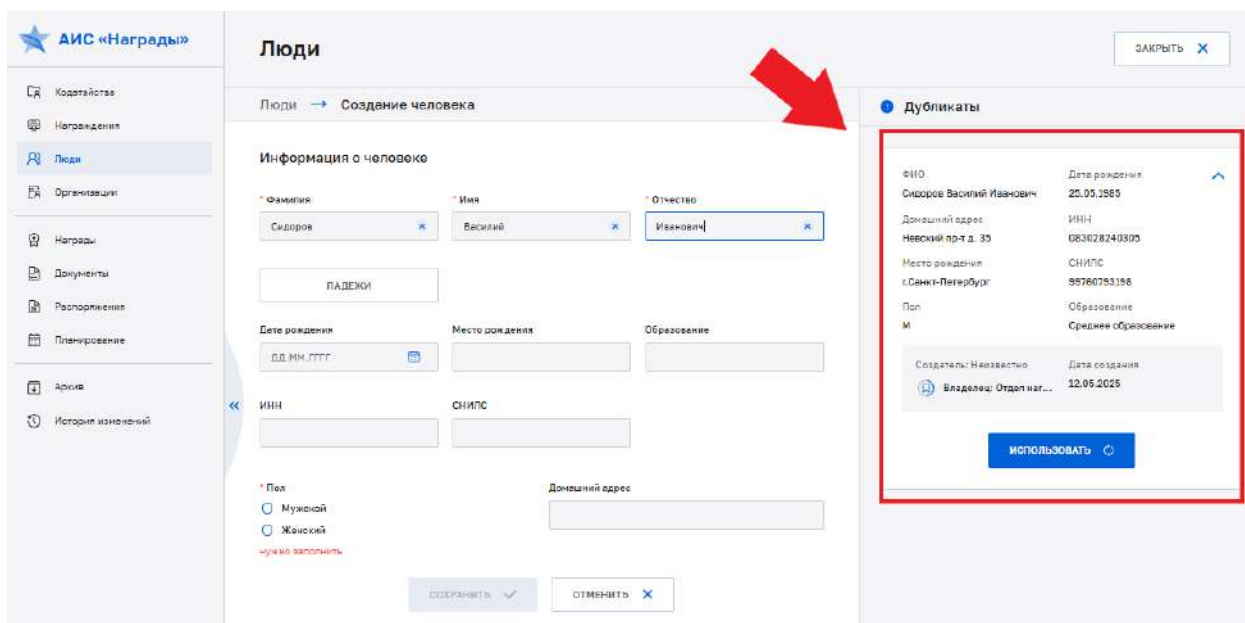 АИС «Награды»
Ходатайства
Награждения
Люди
Организации
Награды
Документы
Распоряжения
Планирование
Архив
История изменений
Люди
ЗАКРЫТЬ
Люди → Создание человека
Информация о человеке
* Фамилия * Имя * Отчество
Сидоров Василий Иванович
ПАДЕЖИ
Дата рождения Место рождения Образование
ДД.ММ.ГГГГ
ИНН СНИЛС
* Пол Домашний адрес
Мужской
Женский
нужно заполнить
СОХРАНИТЬ ОТМЕНИТЬ
Дубликаты
ФИО Дата рождения
Сидоров Василий Иванович 25.05.1985
Домашний адрес ИНН
Невский пр-т д. 35 083028240305
Место рождения СНИЛС
г.Санкт-Петербург 99760793198
Пол Образование
М Среднее образование
Создатель: Неизвестно Дата создания
Владелец: Отдел наг... 12.05.2025
ИСПОЛЬЗОВАТЬ